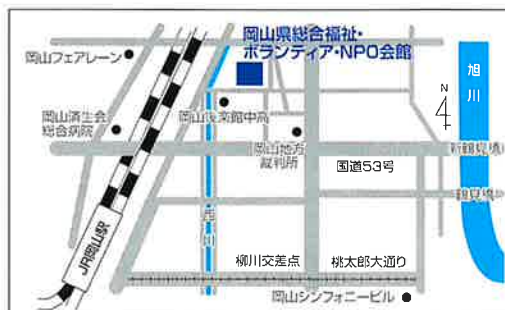 岡山県総合福祉・
ボランティア・NPO会館
岡山フェアレーン
旭川
N
岡山済生会
総合病院
岡山後楽館中高
岡山地方
裁判所
新鶴見橋
国道53号
鶴見橋
西川
JR岡山駅
柳川交差点
桃太郎大通り
岡山シンフォニービル